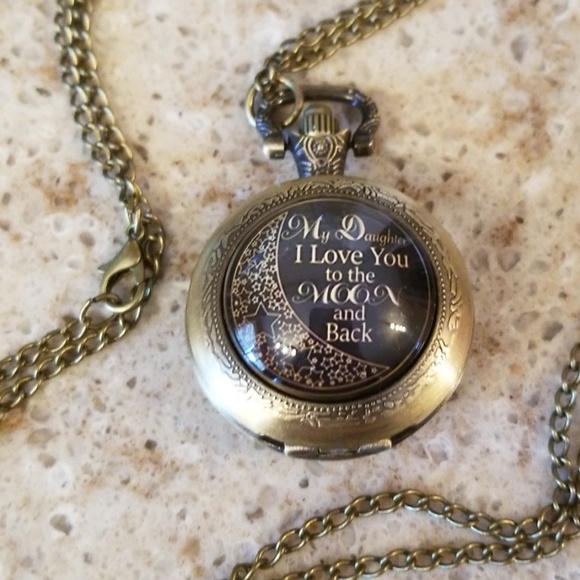 My Daughter
I Love You
to the
MOON
and
Back